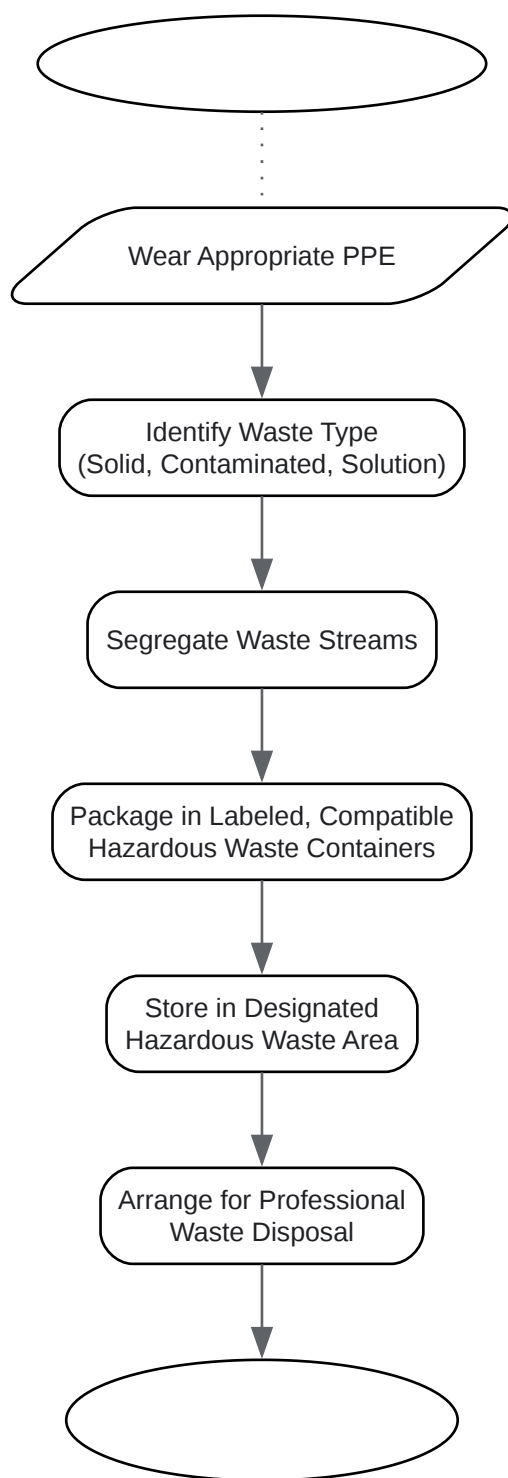 Wear Appropriate PPE
Identify Waste Type
(Solid, Contaminated, Solution)
Segregate Waste Streams
Package in Labeled, Compatible
Hazardous Waste Containers
Store in Designated
Hazardous Waste Area
Arrange for Professional
Waste Disposal